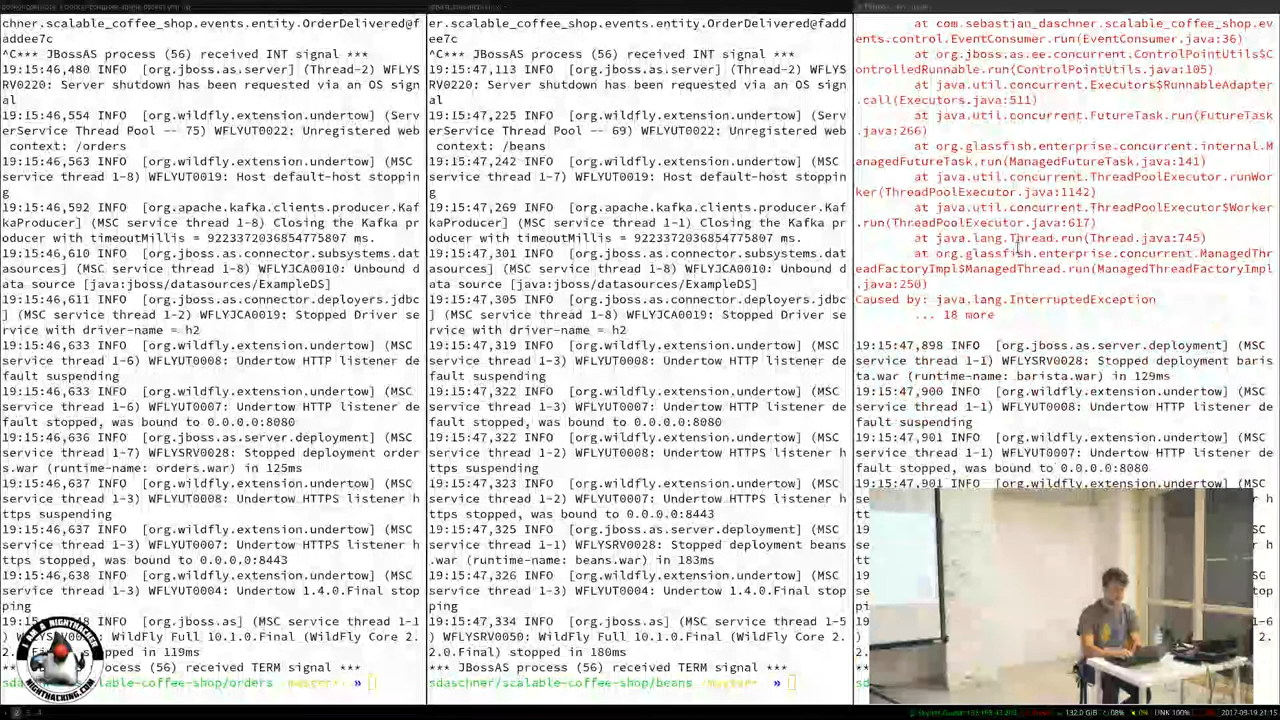 chner.scalable_coffee_shop.events.entity.OrderDelivered@f
addee7c
^C*** JBossAS process (56) received INT signal ***
19:15:46,480 INFO  [org.jboss.as.server] (Thread-2) WFLYS
RV0220: Server shutdown has been requested via an OS sign
al
19:15:46,554 INFO  [org.wildfly.extension.undertow] (Serv
erService Thread Pool -- 75) WFLYUT0022: Unregistered web
 context: /orders
19:15:46,563 INFO  [org.wildfly.extension.undertow] (MSC
service thread 1-8) WFLYUT0019: Host default-host stoppin
g
19:15:46,592 INFO  [org.apache.kafka.clients.producer.Kaf
kaProducer] (MSC service thread 1-8) Closing the Kafka
producer with timeoutMillis = 9223372036854775807 ms.
19:15:46,610 INFO  [org.jboss.as.connector.subsystems.dat
asources] (MSC service thread 1-8) WFLYJCA0010: Unbound d
ata source [java:jboss/datasources/ExampleDS]
19:15:46,611 INFO  [org.jboss.as.connector.deployers.jdbc
] (MSC service thread 1-2) WFLYJCA0019: Stopped Driver se
rvice with driver-name = h2
19:15:46,633 INFO  [org.wildfly.extension.undertow] (MSC
service thread 1-6) WFLYUT0008: Undertow HTTP listener de
fault suspending
19:15:46,633 INFO  [org.wildfly.extension.undertow] (MSC
service thread 1-6) WFLYUT0007: Undertow HTTP listener de
fault stopped, was bound to 0.0.0.0:8080
19:15:46,636 INFO  [org.jboss.as.server.deployment] (MSC
service thread 1-7) WFLYSRV0028: Stopped deployment order
s.war (runtime-name: orders.war) in 125ms
19:15:46,637 INFO  [org.wildfly.extension.undertow] (MSC
service thread 1-3) WFLYUT0008: Undertow HTTPS listener h
ttps suspending
19:15:46,637 INFO  [org.wildfly.extension.undertow] (MSC
service thread 1-3) WFLYUT0007: Undertow HTTPS listener h
ttps stopped, was bound to 0.0.0.0:8443
19:15:46,638 INFO  [org.wildfly.extension.undertow] (MSC
service thread 1-3) WFLYUT0004: Undertow 1.4.0.Final stop
ping
[org.jboss.as] (MSC service thread 1-1
WildFly Full 10.1.0.Final (WildFly Core 2.
stopped in 119ms
** JBossAS process (56) received TERM signal ***
sdaschner/scalable-coffee-shop/orders »
er.scalable_coffee_shop.events.entity.OrderDelivered@fadd
ee7c
^C*** JBossAS process (56) received INT signal ***
19:15:47,113 INFO  [org.jboss.as.server] (Thread-2) WFLYS
RV0220: Server shutdown has been requested via an OS sign
al
19:15:47,225 INFO  [org.wildfly.extension.undertow] (Serv
erService Thread Pool -- 69) WFLYUT0022: Unregistered web
 context: /beans
19:15:47,242 INFO  [org.wildfly.extension.undertow] (MSC
service thread 1-7) WFLYUT0019: Host default-host stoppin
g
19:15:47,269 INFO  [org.apache.kafka.clients.producer.Kaf
kaProducer] (MSC service thread 1-1) Closing the Kafka
producer with timeoutMillis = 9223372036854775807 ms.
19:15:47,301 INFO  [org.jboss.as.connector.subsystems.dat
asources] (MSC service thread 1-8) WFLYJCA0010: Unbound d
ata source [java:jboss/datasources/ExampleDS]
19:15:47,305 INFO  [org.jboss.as.connector.deployers.jdbc
] (MSC service thread 1-8) WFLYJCA0019: Stopped Driver se
rvice with driver-name = h2
19:15:47,319 INFO  [org.wildfly.extension.undertow] (MSC
service thread 1-3) WFLYUT0008: Undertow HTTP listener de
fault suspending
19:15:47,322 INFO  [org.wildfly.extension.undertow] (MSC
service thread 1-3) WFLYUT0007: Undertow HTTP listener de
fault stopped, was bound to 0.0.0.0:8080
19:15:47,322 INFO  [org.wildfly.extension.undertow] (MSC
service thread 1-2) WFLYUT0008: Undertow HTTPS listener h
ttps suspending
19:15:47,323 INFO  [org.wildfly.extension.undertow] (MSC
service thread 1-2) WFLYUT0007: Undertow HTTPS listener h
ttps stopped, was bound to 0.0.0.0:8443
19:15:47,325 INFO  [org.jboss.as.server.deployment] (MSC
service thread 1-1) WFLYSRV0028: Stopped deployment beans
.war (runtime-name: beans.war) in 183ms
19:15:47,326 INFO  [org.wildfly.extension.undertow] (MSC
service thread 1-3) WFLYUT0004: Undertow 1.4.0.Final stop
ping
19:15:47,334 INFO  [org.jboss.as] (MSC service thread 1-5
) WFLYSRV0050: WildFly Full 10.1.0.Final (WildFly Core 2.
2.0.Final) stopped in 180ms
*** JBossAS process (56) received TERM signal ***
sdaschner/scalable-coffee-shop/beans »
at com.sebastian_daschner.scalable_coffee_shop.ev
ents.control.EventConsumer.run(EventConsumer.java:36)
at org.jboss.as.ee.concurrent.ControlPointUtils$C
ontrolledRunnable.run(ControlPointUtils.java:105)
at java.util.concurrent.Executors$RunnableAdapter
.call(Executors.java:511)
at java.util.concurrent.FutureTask.run(FutureTask
.java:266)
at org.glassfish.enterprise.concurrent.internal.M
anagedFutureTask.run(ManagedFutureTask.java:141)
at java.util.concurrent.ThreadPoolExecutor.runWor
ker(ThreadPoolExecutor.java:1142)
at java.util.concurrent.ThreadPoolExecutor$Worker
.run(ThreadPoolExecutor.java:617)
at java.lang.Thread.run(Thread.java:745)
at org.glassfish.enterprise.concurrent.ManagedThr
eadFactoryImpl$ManagedThread.run(ManagedThreadFactoryImpl
.java:250)
Caused by: java.lang.InterruptedException
... 18 more
19:15:47,898 INFO  [org.jboss.as.server.deployment] (MSC
service thread 1-1) WFLYSRV0028: Stopped deployment baris
ta.war (runtime-name: barista.war) in 129ms
19:15:47,900 INFO  [org.wildfly.extension.undertow] (MSC
service thread 1-1) WFLYUT0008: Undertow HTTP listener de
fault suspending
19:15:47,901 INFO  [org.wildfly.extension.undertow] (MSC
service thread 1-1) WFLYUT0007: Undertow HTTP listener de
fault stopped, was bound to 0.0.0.0:8080
19:15:47,901 INFO  [org.wildfly.extension.undertow] (MSC
I AM A NIGHTHACKER
NIGHTHACKING.COM
132.0 GiB
2017-09-19 21:15